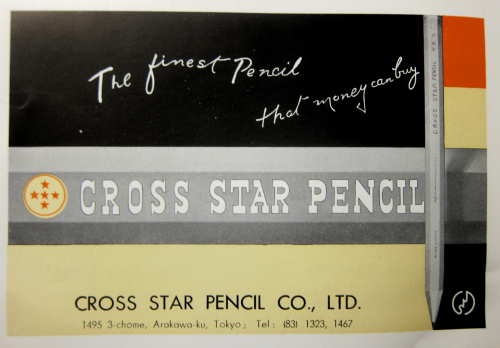 The finest Pencil
that money can buy
CROSS STAR PENCIL
CROSS STAR PENCIL
CROSS STAR PENCIL CO., LTD.
1495 3-chome, Arakawa-ku, Tokyo; Tel: (83) 1323, 1467